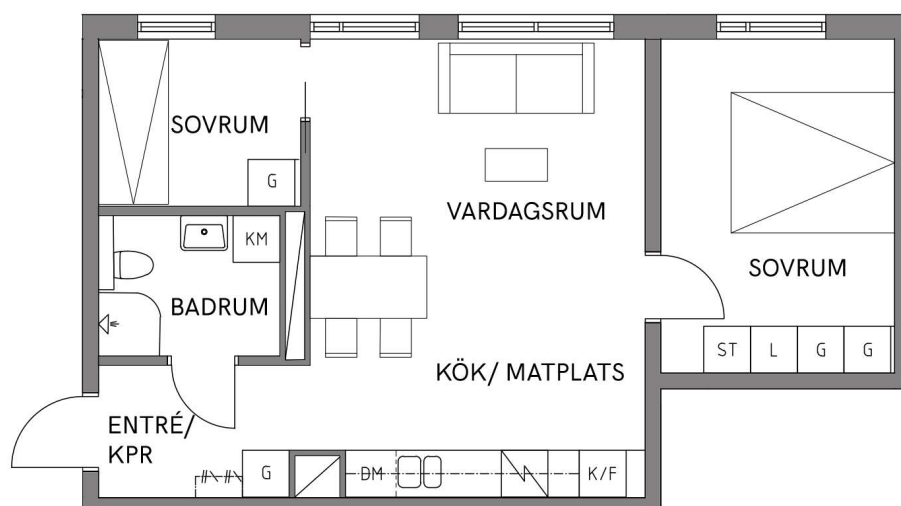 SOVRUM
G
KM
BADRUM
VARDAGSRUM
SOVRUM
ST L G G
KÖK/ MATPLATS
ENTRÉ/
KPR
G
DM
K/F